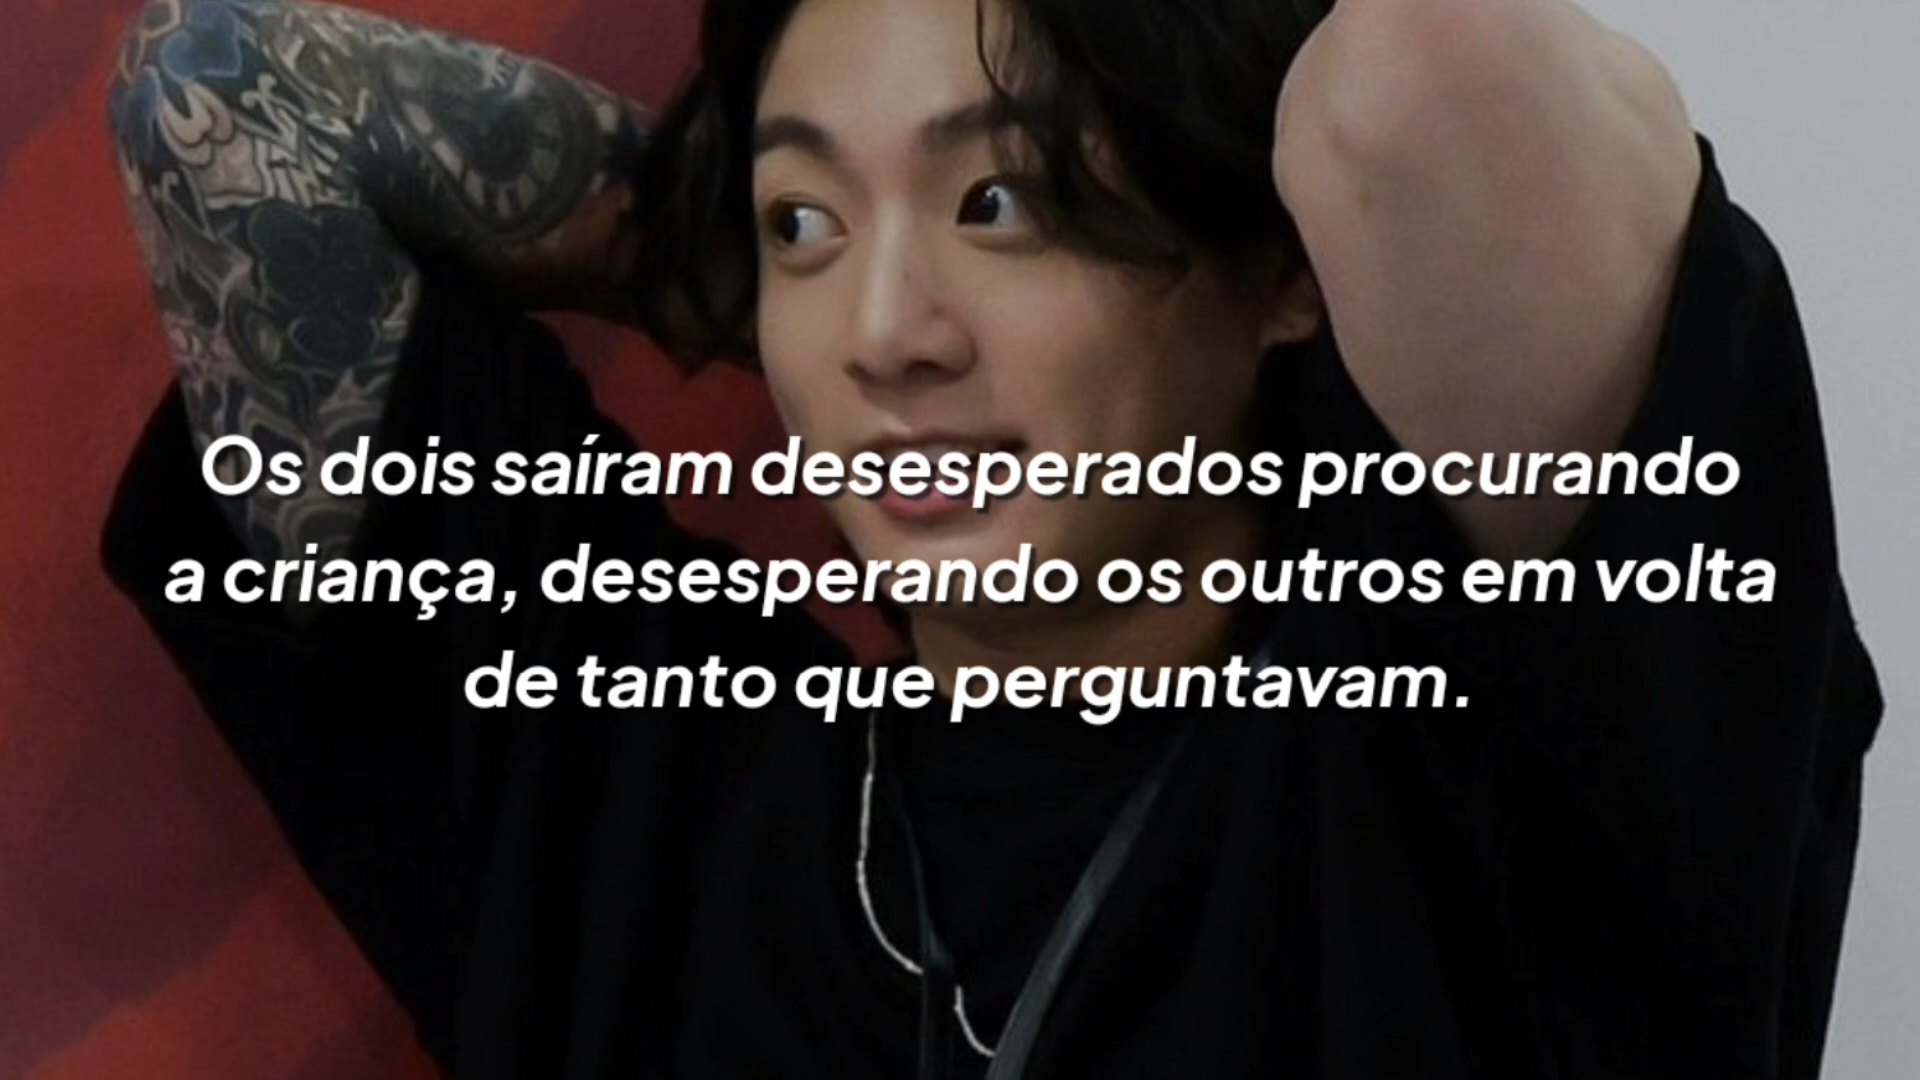 Os dois saíram desesperados procurando
a criança, desesperando os outros em volta
de tanto que perguntavam.